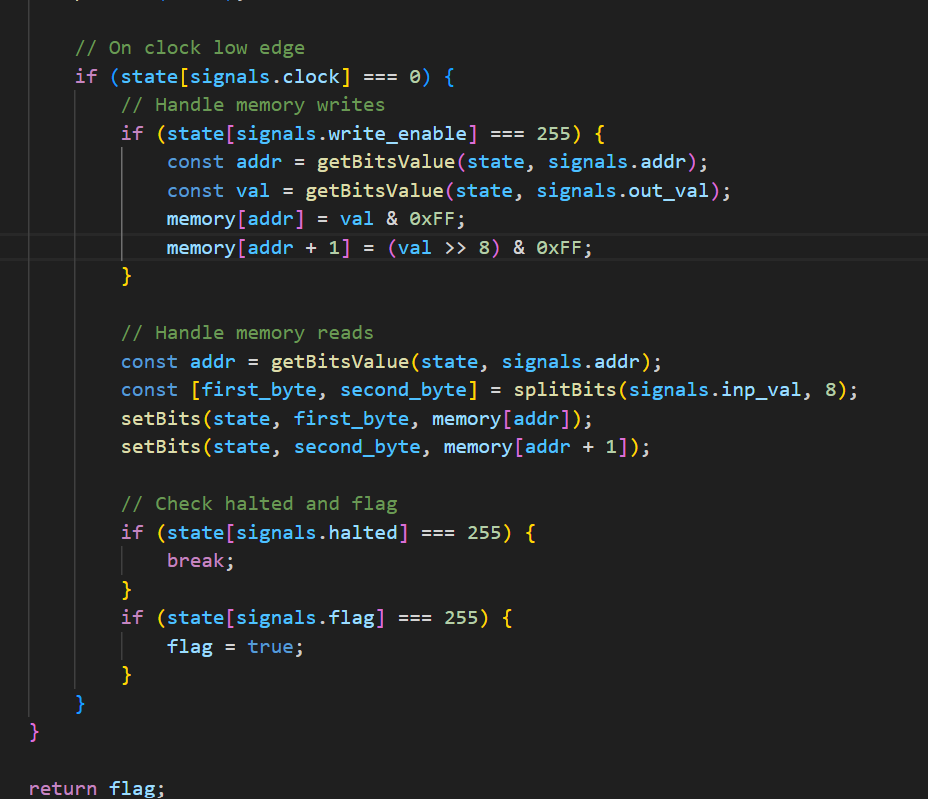 // On clock low edge
if (state[signals.clock] === 0) {
// Handle memory writes
if (state[signals.write_enable] === 255) {
const addr = getBitsValue(state, signals.addr);
const val = getBitsValue(state, signals.out_val);
memory[addr] = val & 0xFF;
memory[addr + 1] = (val >> 8) & 0xFF;
}
// Handle memory reads
const addr = getBitsValue(state, signals.addr);
const [first_byte, second_byte] = splitBits(signals.inp_val, 8);
setBits(state, first_byte, memory[addr]);
setBits(state, second_byte, memory[addr + 1]);
// Check halted and flag
if (state[signals.halted] === 255) {
break;
}
if (state[signals.flag] === 255) {
flag = true;
}
}
}
return flag;